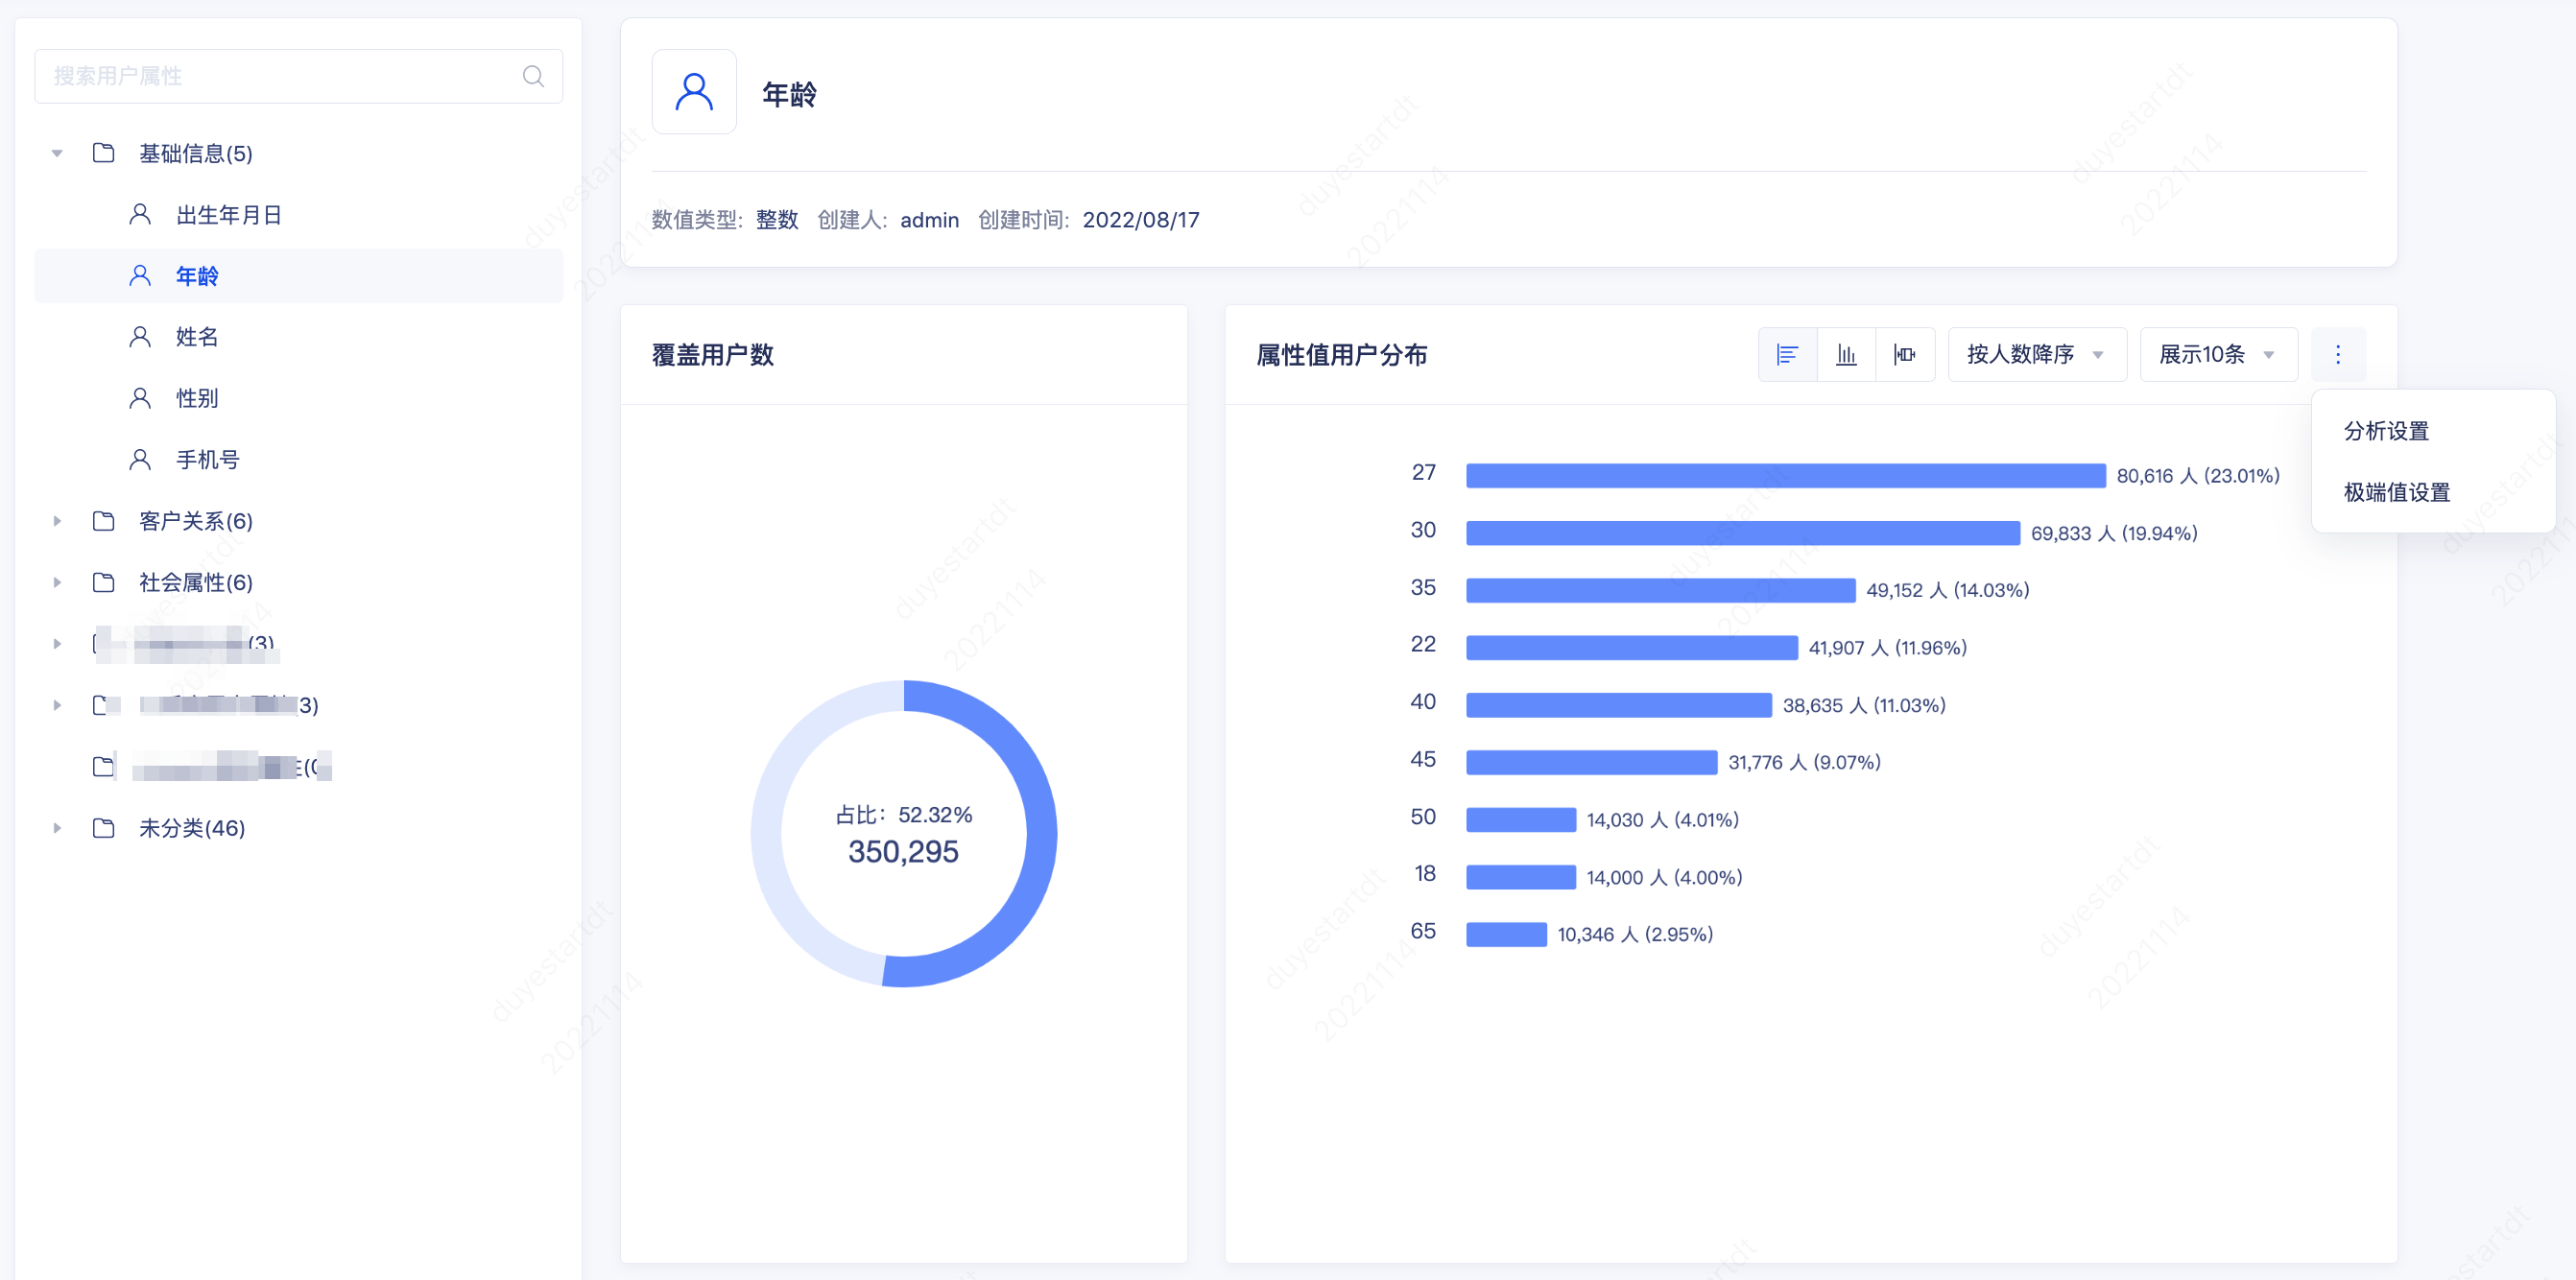 搜索用户属性
基础信息(5)
出生年月日
年龄
姓名
性别
手机号
客户关系(6)
社会属性(6)
(3)
3)
未分类(46)
年龄
数值类型: 整数 创建人: admin 创建时间: 2022/08/17
覆盖用户数
占比: 52.32%
350,295
属性值用户分布
按人数降序
展示10条
分析设置
极端值设置
27 80,616 人 (23.01%)
30 69,833 人 (19.94%)
35 49,152 人 (14.03%)
22 41,907 人 (11.96%)
40 38,635 人 (11.03%)
45 31,776 人 (9.07%)
50 14,030 人 (4.01%)
18 14,000 人 (4.00%)
65 10,346 人 (2.95%)
duyestartdt
20221114